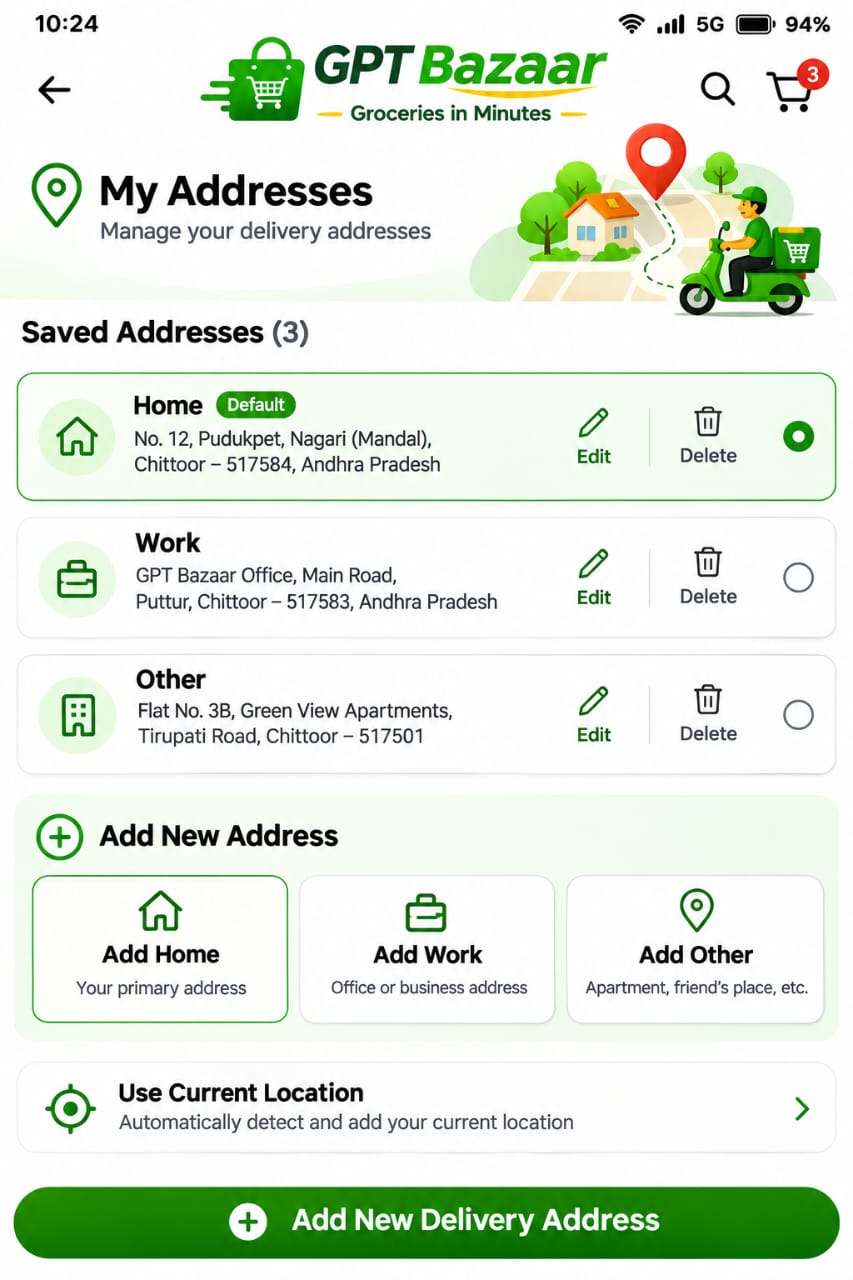 10:24
5G
94%
GPT Bazaar
Groceries in Minutes
3
My Addresses
Manage your delivery addresses
Saved Addresses (3)
Home
Default
No. 12, Pudukpet, Nagari (Mandal),
Chittoor – 517584, Andhra Pradesh
Edit
Delete
Work
GPT Bazaar Office, Main Road,
Puttur, Chittoor – 517583, Andhra Pradesh
Edit
Delete
Other
Flat No. 3B, Green View Apartments,
Tirupati Road, Chittoor – 517501
Edit
Delete
Add New Address
Add Home
Your primary address
Add Work
Office or business address
Add Other
Apartment, friend's place, etc.
Use Current Location
Automatically detect and add your current location
Add New Delivery Address